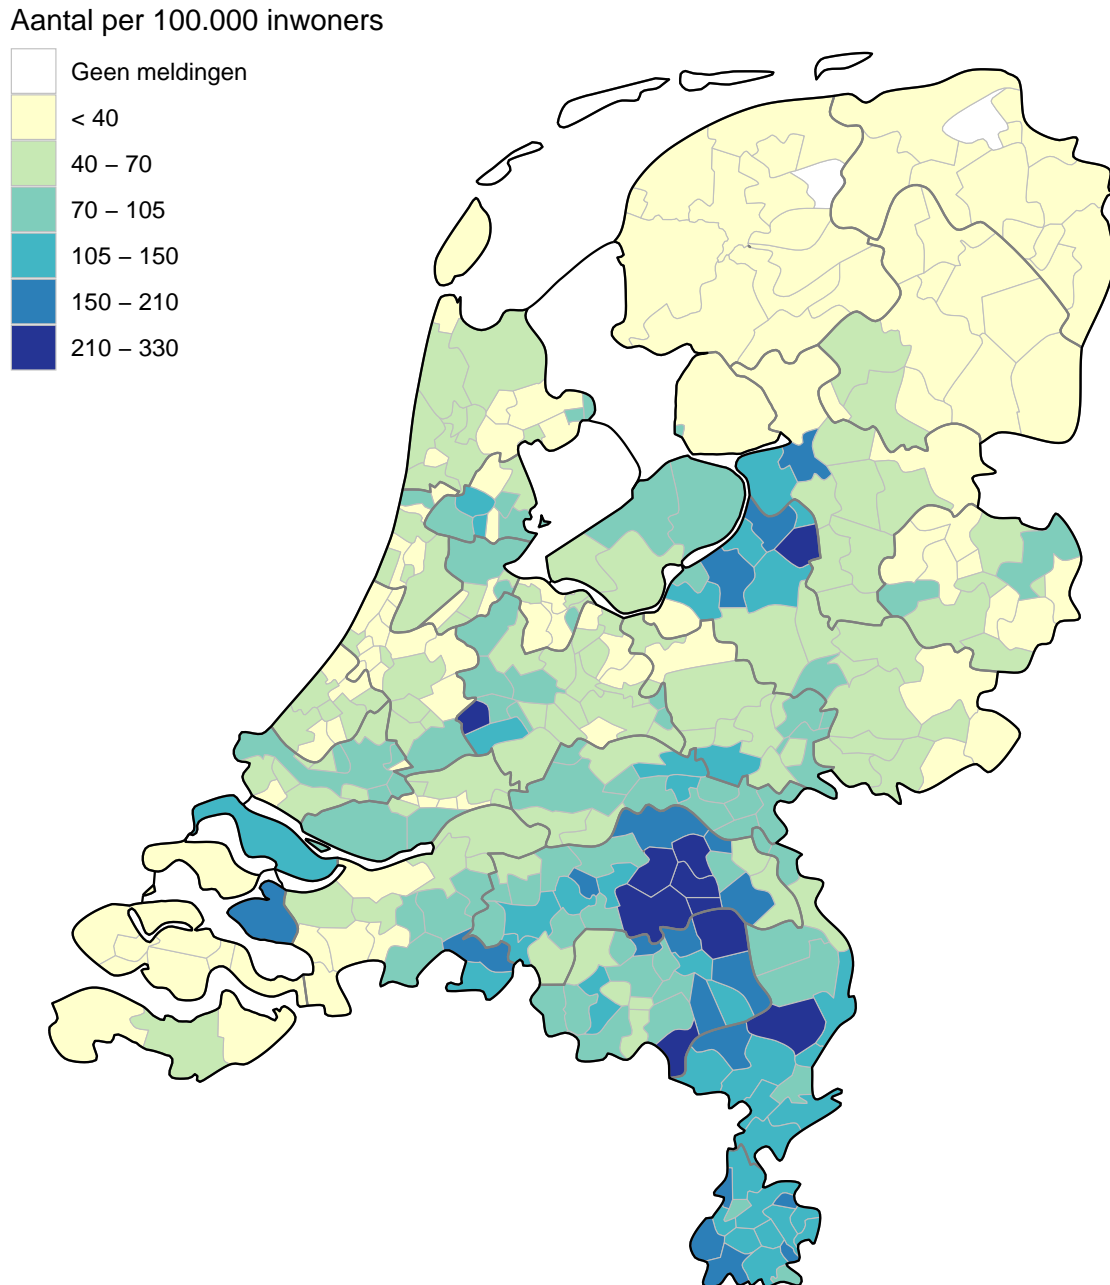 Aantal per 100.000 inwoners
Geen meldingen
< 40
40 – 70
70 – 105
105 – 150
150 – 210
210 – 330